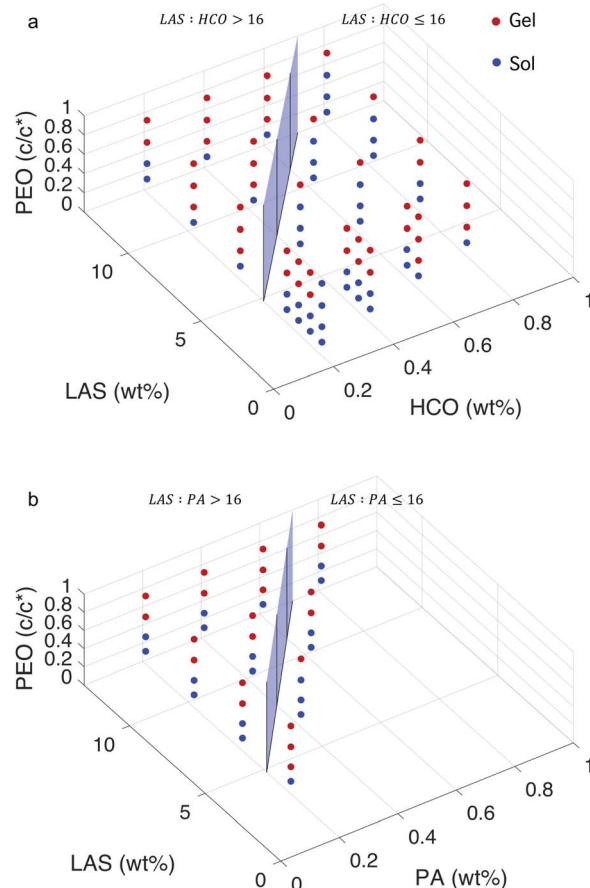 a
LAS : HCO > 16
LAS : HCO ≤ 16
Gel
Sol
PEO (c/c*)
1
0.8
0.6
0.4
0.2
0
10
5
0
LAS (wt%)
0
0.2
0.4
0.6
0.8
1
HCO (wt%)
b
LAS : PA > 16
LAS : PA ≤ 16
PEO (c/c*)
1
0.8
0.6
0.4
0.2
0
10
5
0
LAS (wt%)
0
0.2
0.4
0.6
0.8
1
PA (wt%)